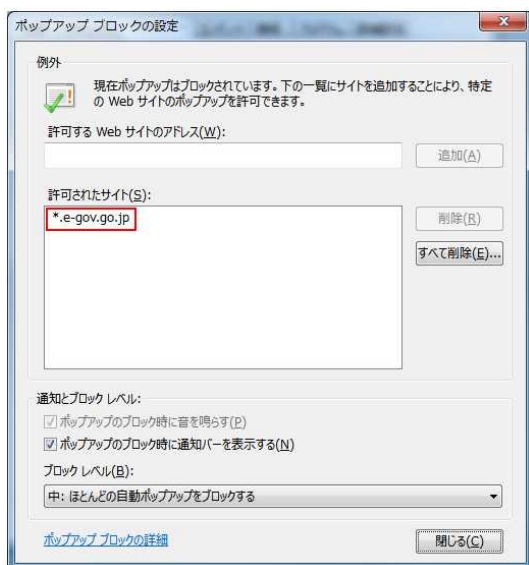 ポップアップ ブロックの設定
例外
現在ポップアップはブロックされています。下の一覧にサイトを追加することにより、特定
の Web サイトのポップアップを許可できます。
許可する Web サイトのアドレス(W):
追加(A)
許可されたサイト(S):
*.e-gov.go.jp
削除(R)
すべて削除(E)...
通知とブロック レベル:
ポップアップのブロック時に音を鳴らす(P)
ポップアップのブロック時に通知バーを表示する(N)
ブロック レベル(B):
中: ほとんどの自動ポップアップをブロックする
ポップアップ ブロックの詳細
閉じる(C)